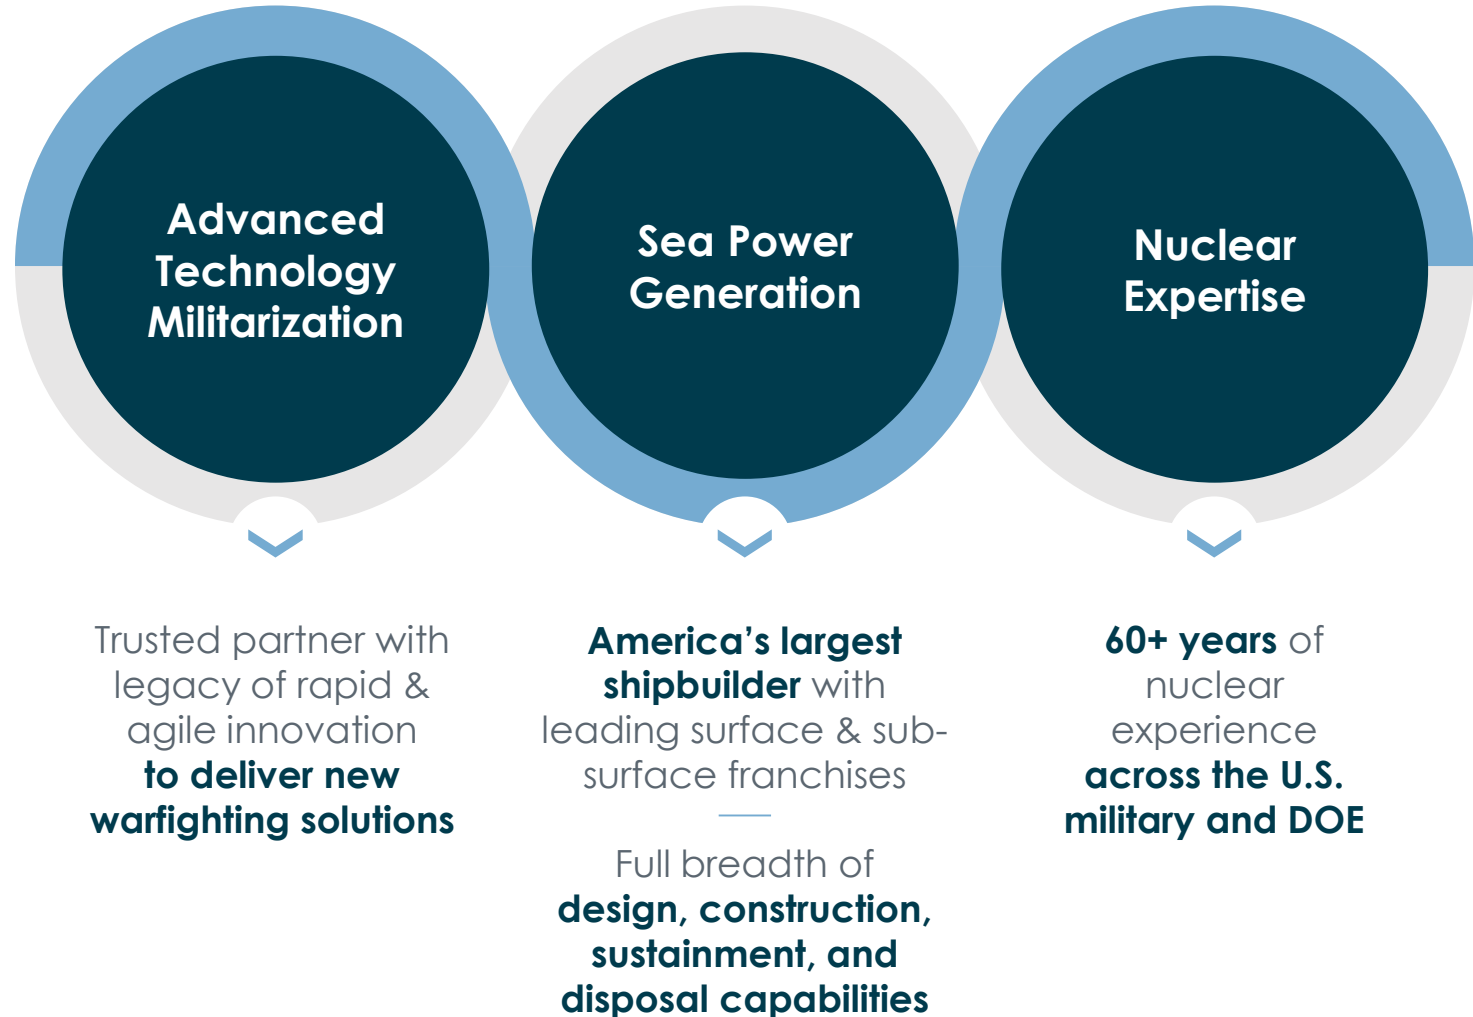 Advanced
Technology
Militarization
Sea Power
Generation
Nuclear
Expertise
Trusted partner with
legacy of rapid &
agile innovation
to deliver new
warfighting solutions
America’s largest
shipbuilder with
leading surface & sub-
surface franchises
Full breadth of
design, construction,
sustainment, and
disposal capabilities
60+ years of
nuclear
experience
across the U.S.
military and DOE